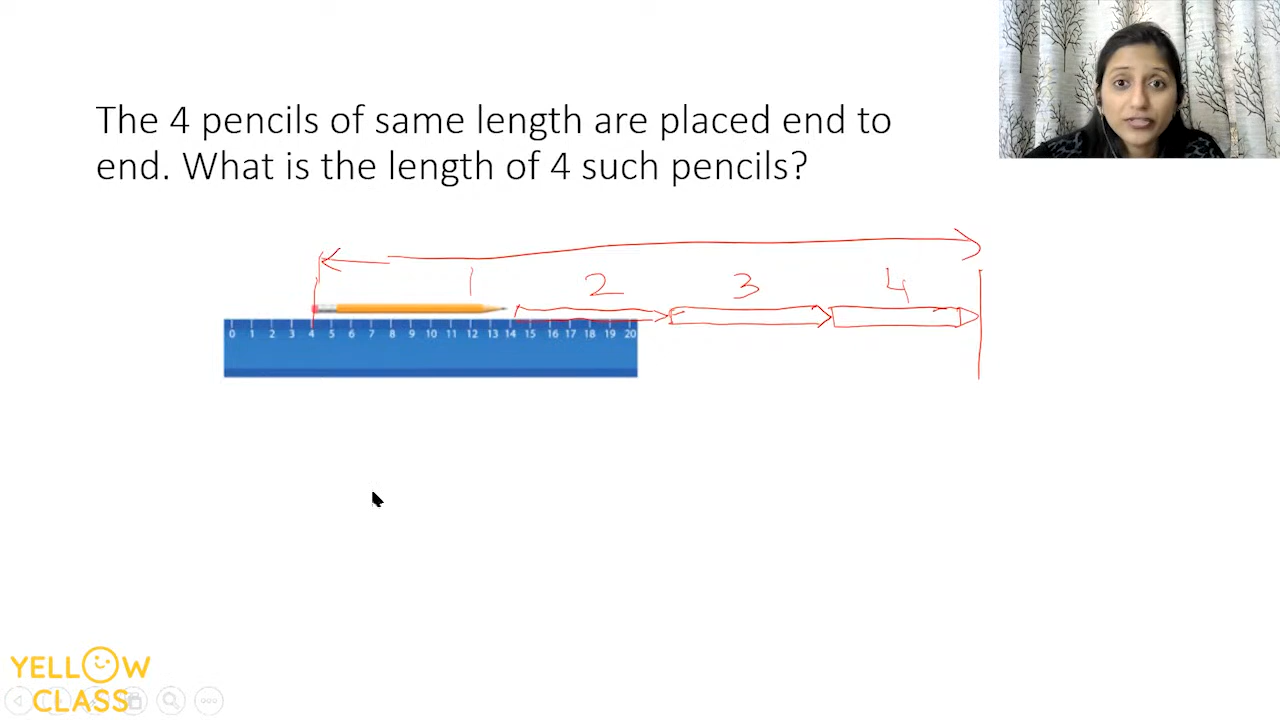 The 4 pencils of same length are placed end to
end. What is the length of 4 such pencils?
1 2 3 4
0 1 2 3 4 5 6 7 8 9 10 11 12 13 14 15 16 17 18 19 20
YELLOW
CLASS